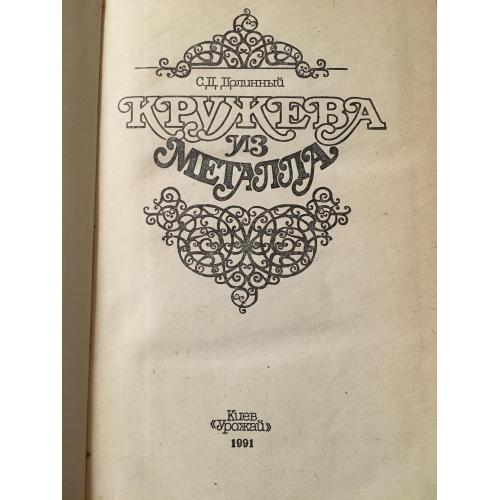 С.Д. Долинный
КРУЖЕВА
ИЗ
МЕТАЛЛА
Киев
«Урожай»
1991